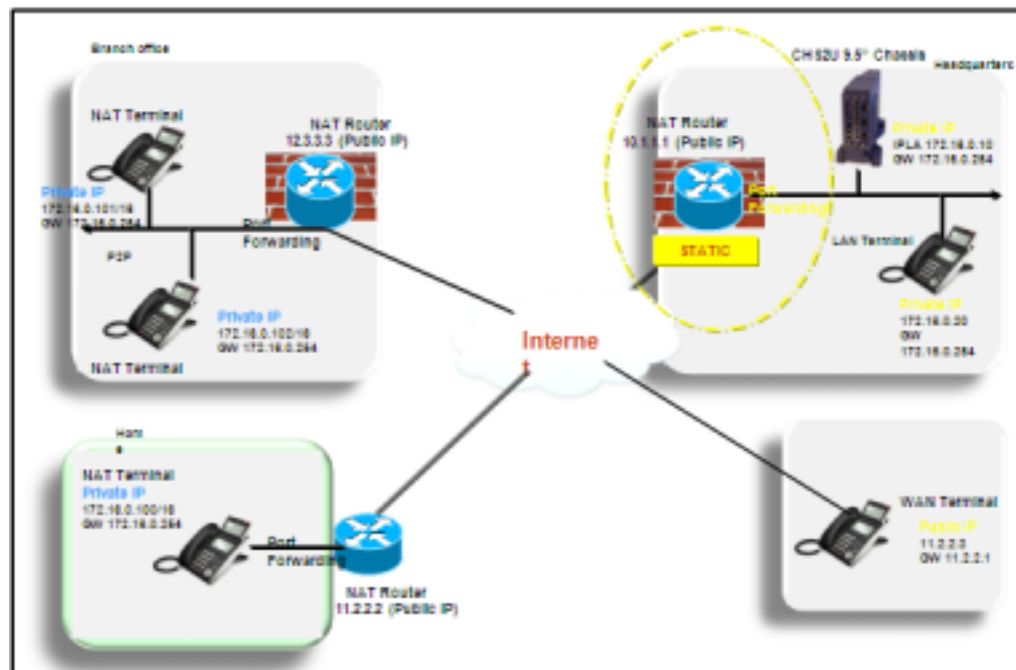 Branch office
NAT Terminal
NAT Router
12.3.3.3 (Public IP)
Private IP
172.16.0.101/16
GW 172.16.0.254
Port
Forwarding
P2P
Private IP
172.16.0.102/16
GW 172.16.0.254
NAT Terminal
CHS2U 9.5" Chassis
Headquarters
NAT Router
10.1.1.1 (Public IP)
Private IP
IPLA 172.16.0.10
GW 172.16.0.254
Port
Forwarding
STATIC
LAN Terminal
Private IP
172.16.0.20
GW
172.16.0.254
Interne
t
Hom
e
NAT Terminal
Private IP
172.16.0.100/16
GW 172.16.0.254
Port
Forwarding
NAT Router
11.2.2.2 (Public IP)
WAN Terminal
Public IP
11.2.2.3
GW 11.2.2.1